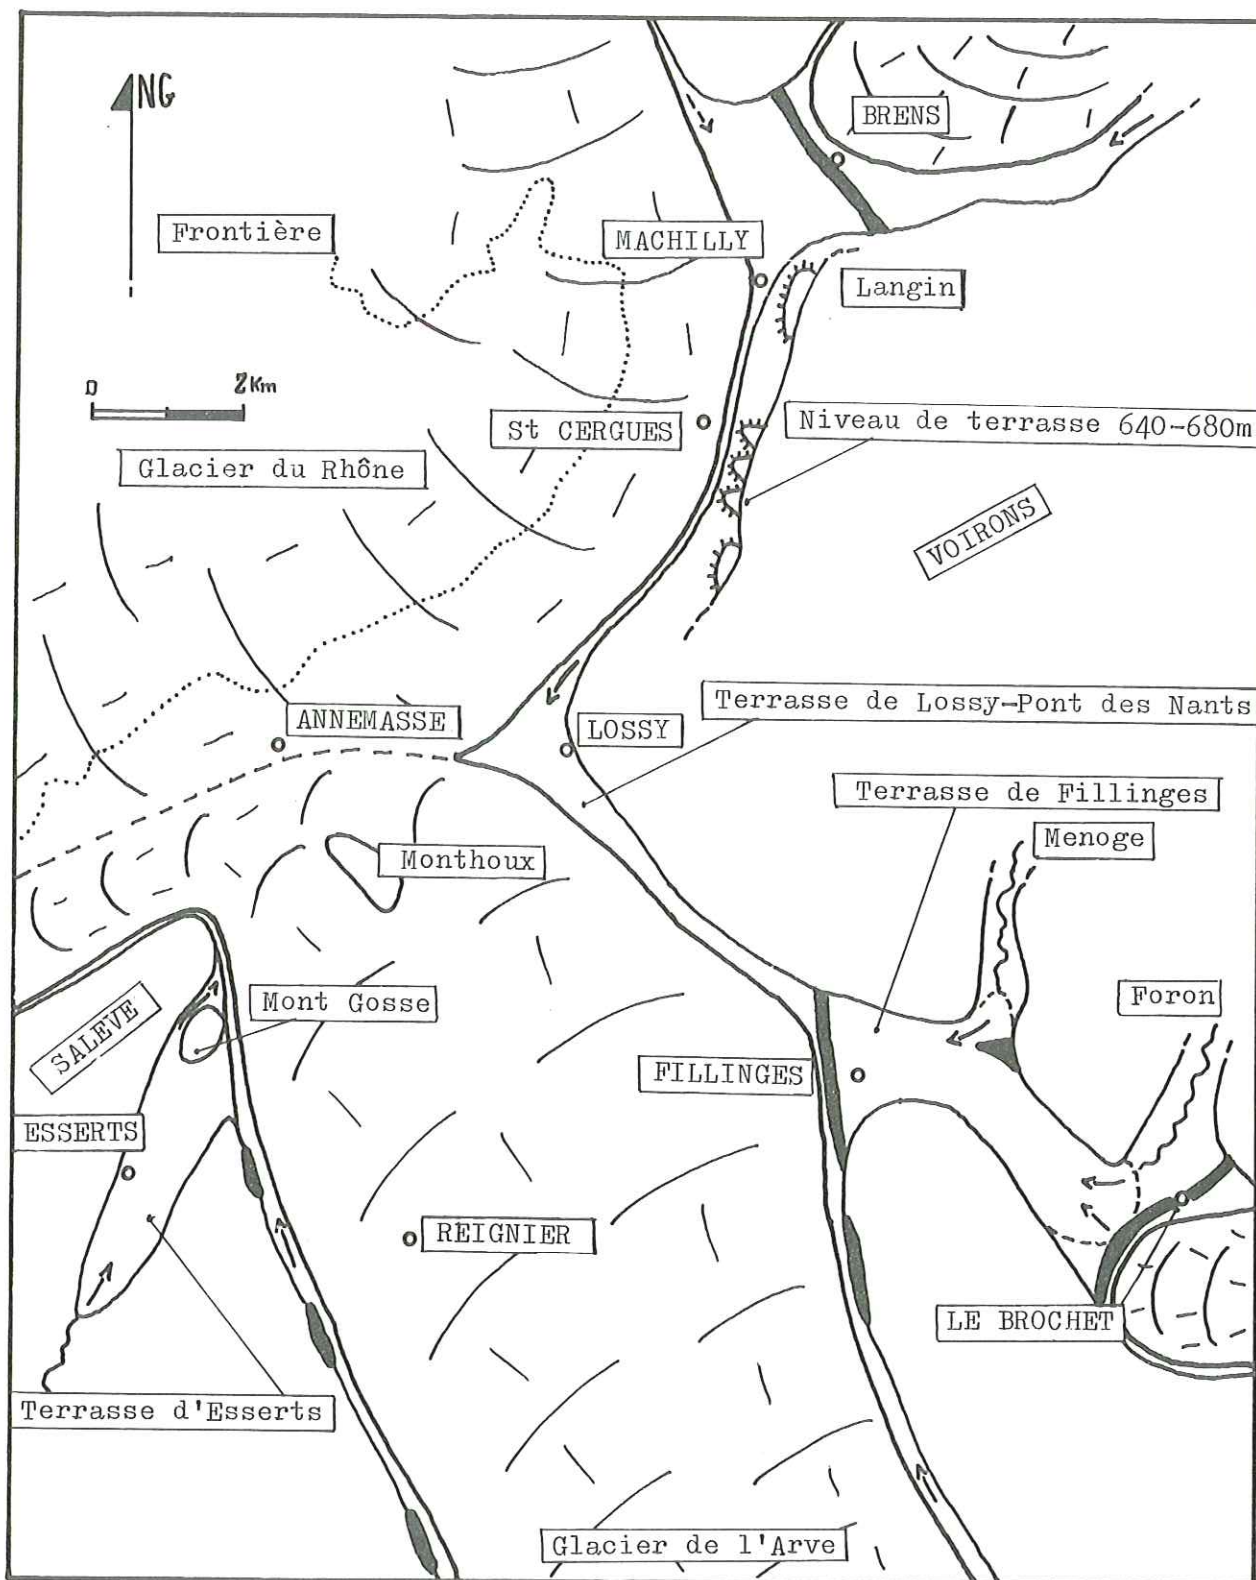 NG
BRENS
Frontière
MACHILLY
Langin
0 2 Km
St CERGUES
Niveau de terrasse 640-680m
Glacier du Rhône
VOIRONS
Terrasse de Lossy-Pont des Nants
ANNEMASSE
LOSSY
Terrasse de Fillinges
Menoge
Monthoux
Foron
Mont Gosse
SALEVE
FILLINGES
ESSERTS
REIGNIER
LE BROCHET
Terrasse d'Esserts
Glacier de l'Arve